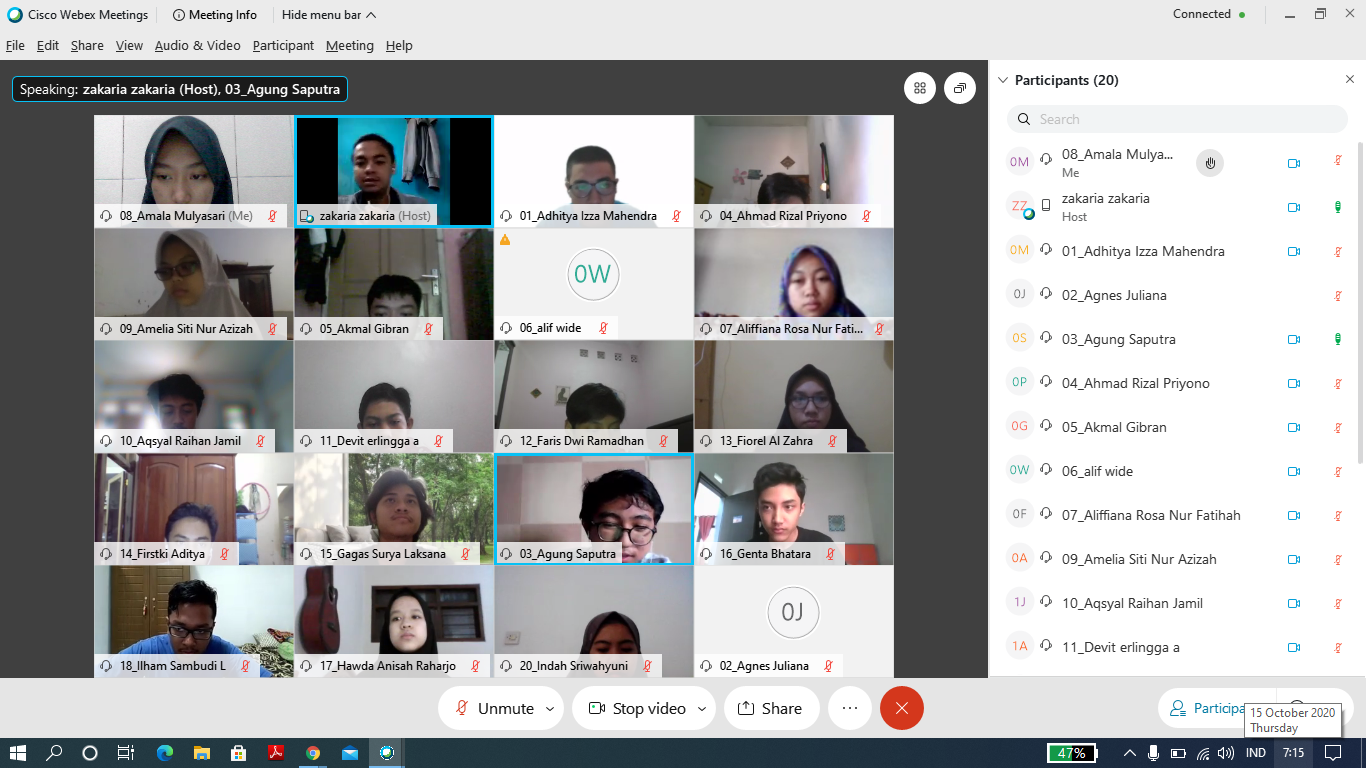 Cisco Webex Meetings
Meeting Info
Hide menu bar
Connected
File Edit Share View Audio & Video Participant Meeting Help
Speaking: zakaria zakaria (Host), 03_Agung Saputra
08_Amala Mulyasari (Me)
zakaria zakaria (Host)
01_Adhitya Izza Mahendra
04_Ahmad Rizal Priyono
09_Amelia Siti Nur Azizah
05_Akmal Gibran
0W
06_alif wide
07_Aliffiana Rosa Nur Fati...
10_Aqsyal Raihan Jamil
11_Devit erlingga a
12_Faris Dwi Ramadhan
13_Fiorel Al Zahra
14_Firstki Aditya
15_Gagas Surya Laksana
03_Agung Saputra
16_Genta Bhatara
18_Ilham Sambudi L
17_Hawda Anisah Raharjo
20_Indah Sriwahyuni
0J
02_Agnes Juliana
Participants (20)
Search
0M 08_Amala Mulya...
Me
ZZ zakaria zakaria
Host
0M 01_Adhitya Izza Mahendra
0J 02_Agnes Juliana
0S 03_Agung Saputra
0P 04_Ahmad Rizal Priyono
0G 05_Akmal Gibran
0W 06_alif wide
0F 07_Aliffiana Rosa Nur Fatihah
0A 09_Amelia Siti Nur Azizah
1J 10_Aqsyal Raihan Jamil
1A 11_Devit erlingga a
Unmute
Stop video
Share
Participa
15 October 2020
Thursday
47%
IND
7:15